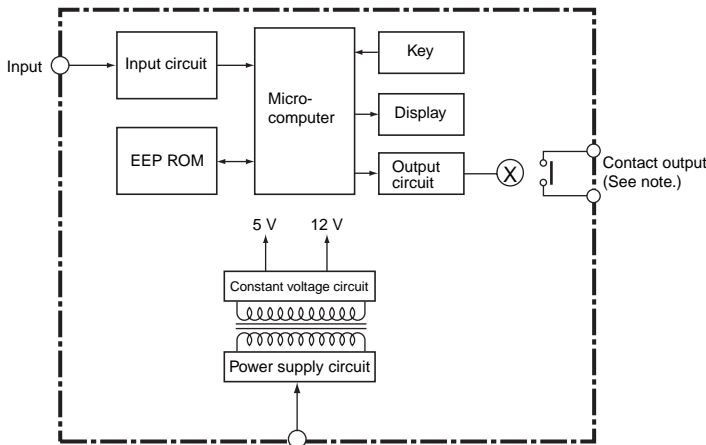 Input
Input circuit
Micro-
computer
Key
Display
EEP ROM
Output
circuit
X
Contact output
(See note.)
5 V
12 V
Constant voltage circuit
Power supply circuit